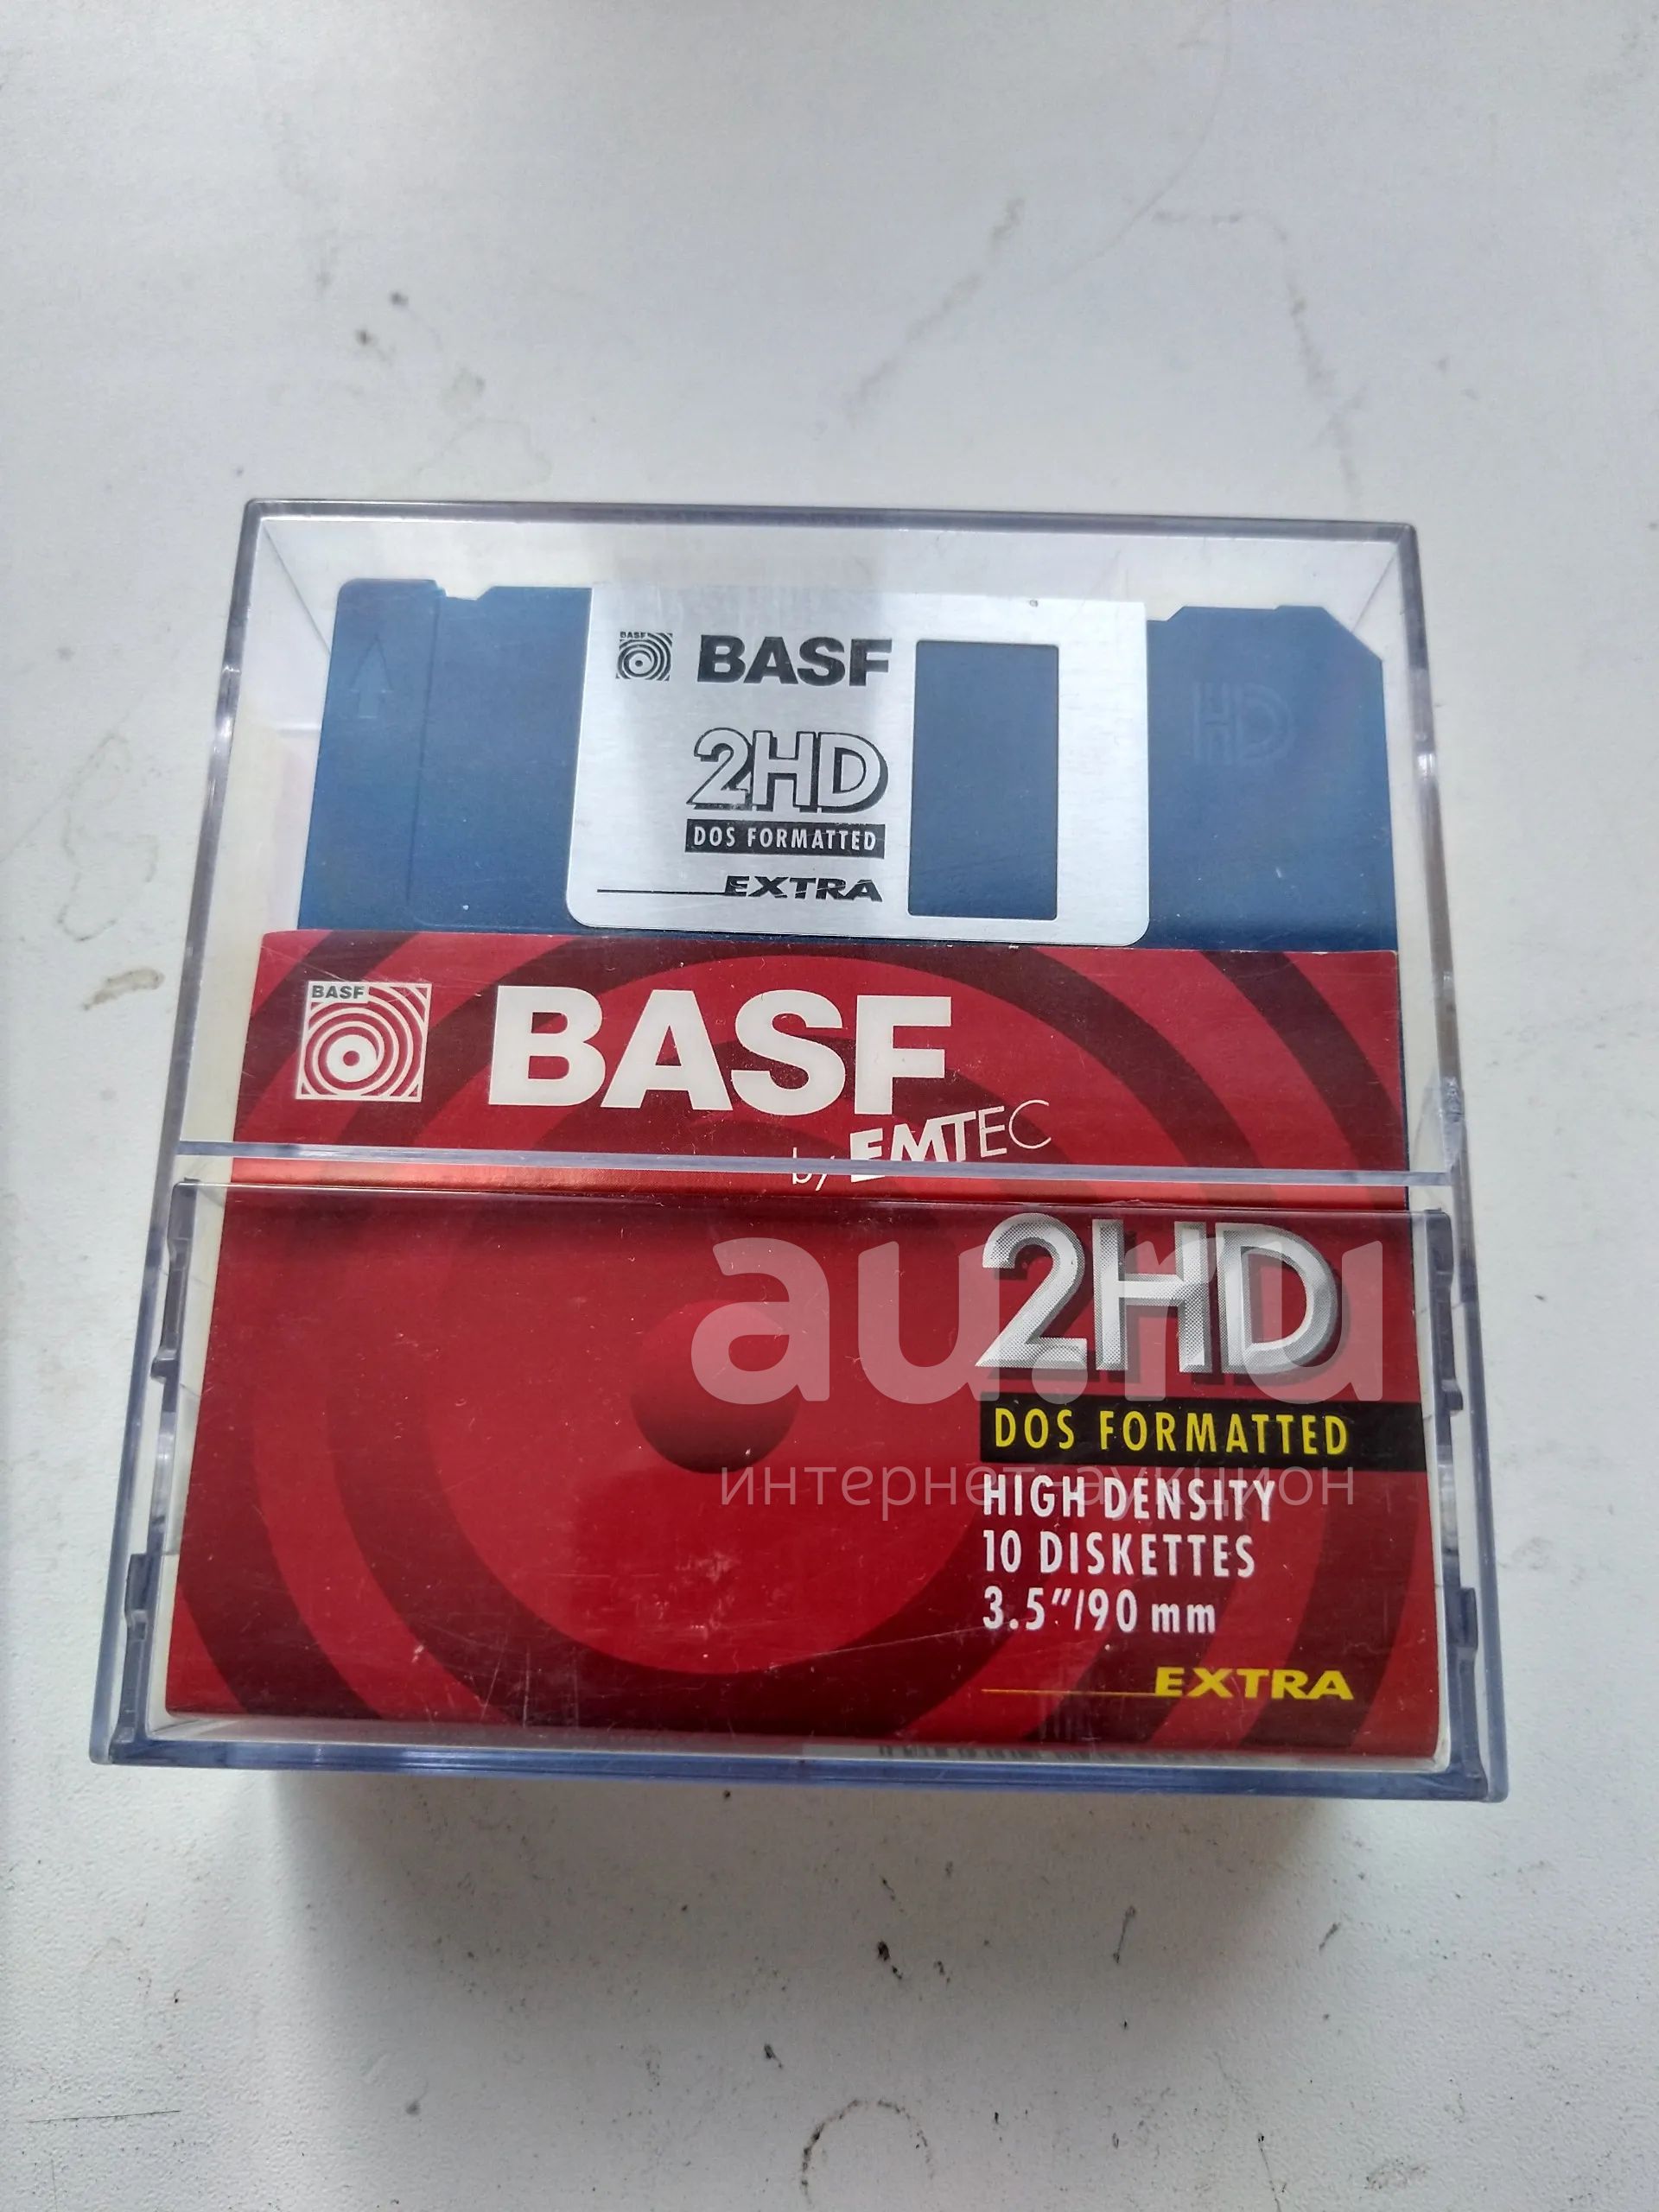 BASF
BASF
2HD
DOS FORMATTED
EXTRA
HD
BASF
BASF
by EMTEC
2HD
au.ru
DOS FORMATTED
интернет-аукцион
HIGH DENSITY
10 DISKETTES
3.5"/90 mm
EXTRA